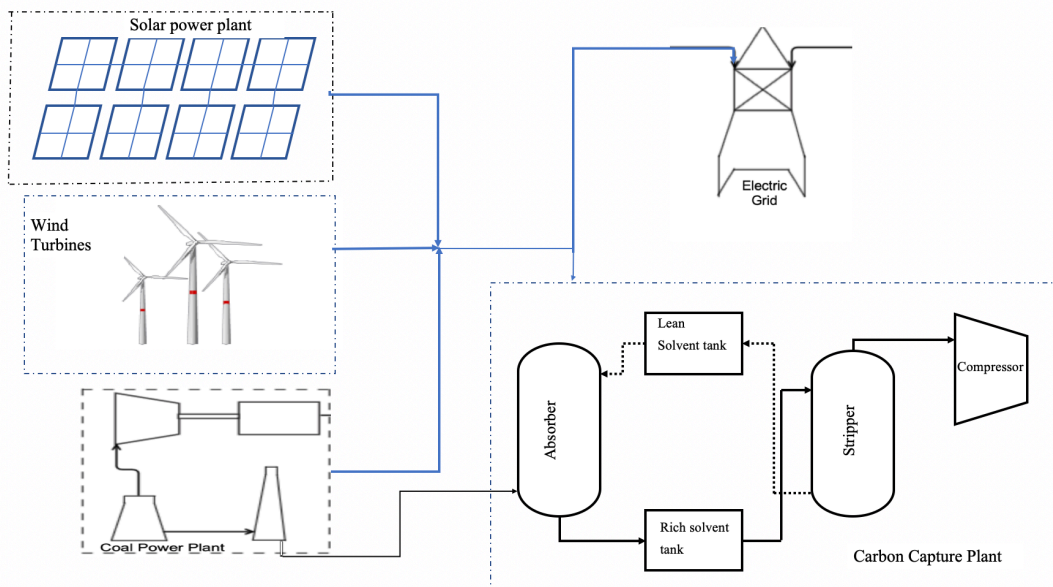 Solar power plant
Wind
Turbines
Electric
Grid
Lean
Solvent tank
Compressor
Absorber
Stripper
Rich solvent
tank
Coal Power Plant
Carbon Capture Plant